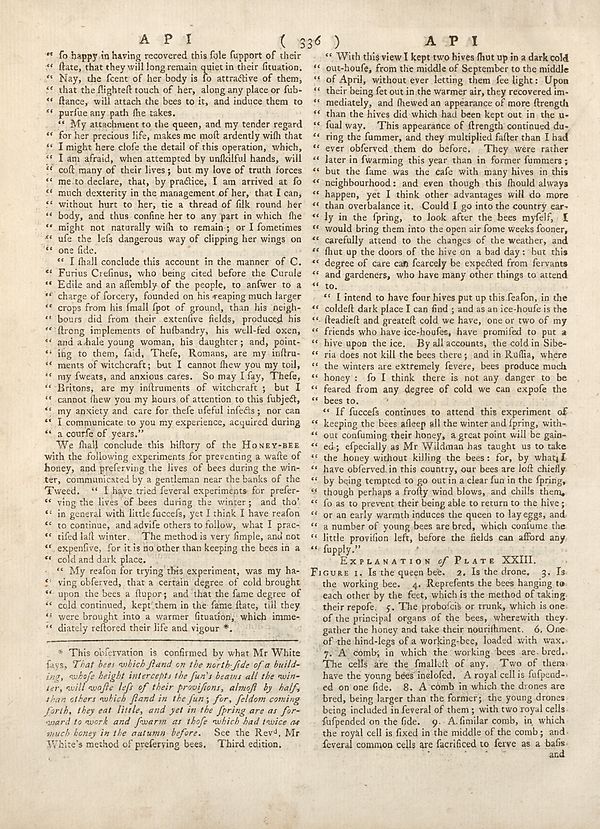 A P I ( 336 ) A P I
“ ſo happy in having recovered this ſole ſupport of their
“ ſtate, that they will long remain quiet in their ſituation.
“ Nay, the ſcent of her body is ſo attractive of them,
“ that the ſlighteſt touch of her, along any place or ſub-
“ ſtance, will attach the bees to it, and induce them to
“ purſue any path ſhe takes.
“ My attachment to the queen, and my tender regard
“ for her precious life, makes me moſt ardently wiſh that
“ I might here cloſe the detail of this operation, which,
“ I am afraid, when attempted by unſkilful hands, will
“ coſt many of their lives; but my love of truth forces
“ me to declare, that, by practice, I am arrived at ſo
“ much dexterity in the management of her, that I can,
“ without hurt to her, tie a thread of ſilk round her
“ body, and thus confine her to any part in which ſhe
“ might not naturally wiſh to remain; or I ſometimes
“ uſe the leſs dangerous way of clipping her wings on
“ one ſide.
“ I ſhall conclude this account in the manner of C.
“ Furius Creſinus, who being cited before the Curule
“ Edile and an aſſembly of the people, to anſwer to a
“ charge of ſorcery, founded on his reaping much larger
“ crops from his ſmall ſpot of ground, than his neigh-
“ bours did from their extenſive fields, produced his
“ ſtrong implements of huſbandry, his well-fed oxen,
“ and a hale young woman, his daughter; and, point-
“ ing to them, ſaid, Theſe, Romans, are my inſtru-
“ ments of witchcraft; but I cannot ſhew you my toil,
“ my ſweats, and anxious cares. So may I ſay, Theſe,
“ Britons, are my inſtruments of witchcraft; but I
“ cannot ſhew you my hours of attention to this ſubject,
“ my anxiety and care for theſe uſeful inſects; nor can
“ I communicate to you my experience, acquired during
“ a courſe of years.”
We ſhall conclude this hiſtory of the HONEY-BEE
with the following experiments for preventing a waſte of
honey, and preſerving the lives of bees during the win-
ter, communicated by a gentleman near the banks of the
Tweed. “ I have tried ſeveral experiments for preſer-
“ ving the lives of bees during the winter; and tho'
“ in general with little ſucceſs, yet I think I have reaſon
“ to continue, and adviſe others to follow, what I prac-
“ tiſed laſt winter. The method is very ſimple, and not
“ expenſive, for it is no other than keeping the bees in a
“ cold and dark place.
“ My reaſon for trying this experiment, was my ha-
“ ving obſerved, that a certain degree of cold brought
“ upon the bees a ſtupor; and that the ſame degree of
“ cold continued, kept them in the ſame ſtate, till they
“ were brought into a warmer ſituation, which imme-
“ diately reſtored their life and vigour *.
* This obſervation is confirmed by what Mr White
ſays, That bees which ſtand on the north-ſide of a build-
ing, whoſe height intercepts the ſun's beams all the win-
ter, will waſte leſs of their proviſions, almoſt by half,
than others which ſtand in the ſun; for, ſeldom coming
forth, they eat little, and yet in the ſpring are as for-
ward to work and ſwarm as thoſe which had twice as
much honey in the autumn before. See the Revd, Mr
White's method of preſerving bees. Third edition.
“ With this view I kept two hives ſhut up in a dark cold
“ out-houſe, from the middle of September to the middle
“ of April, without ever letting them ſee light: Upon
“ their being ſet out in the warmer air, they recovered im-
“ mediately, and ſhewed an appearance of more ſtrength
“ than the hives did which had been kept out in the u-
“ ſual way. This appearance of ſtrength continued du-
“ ring the ſummer, and they multiplied faſter than I had
“ ever obſerved them do before. They were rather
“ later in ſwarming this year than in former ſummers;
“ but the ſame was the caſe with many hives in this
“ neighbourhood: and even though this ſhould always
“ happen, yet I think other advantages will do more
“ than overbalance it. Could I go into the country ear-
“ ly in the ſpring, to look after the bees myſelf, I
“ would bring them into the open air ſome weeks ſooner,
“ carefully attend to the changes of the weather, and
“ ſhut up the doors of the hive on a bad day: but this
“ degree of care can ſcarcely be expected from ſervants
“ and gardeners, who have many other things to attend
“ to.
“ I intend to have four hives put up this ſeaſon, in the
“ coldeſt dark place I can find; and as an ice-houſe is the
“ ſteadieſt and greateſt cold we have, one or two of my
“ friends who have ice-houſes, have promiſed to put a
“ hive upon the ice. By all accounts, the cold in Sibe-
“ ria does not kill the bees there; and in Ruſſia, where
“ the winters are extremely ſevere, bees produce much
“ honey: ſo I think there is not any danger to be
“ feared from any degree of cold we can expoſe the
“ bees to.
“ If ſucceſs continues to attend this experiment of
“ keeping the bees aſleep all the winter and ſpring, with-
“ out conſuming their honey, a great point will be gain-
“ ed; eſpecially as Mr Wildman has taught us to take
“ the honey without killing the bees: for, by what I
“ have obſerved in this country, our bees are loſt chiefly
“ by being tempted to go out in a clear ſun in the ſpring,
“ though perhaps a froſty wind blows, and chills them,
“ ſo as to prevent their being able to return to the hive;
“ or an early warmth induces the queen to lay eggs, and
“ a number of young bees are bred, which conſume the
“ little proviſion left, before the fields can afford any
“ ſupply.”
EXPLANATION of PLATE XXIII.
FIGURE 1. Is the queen bee. 2. Is the drone. 3. Is
the working bee. 4. Repreſents the bees hanging to
each other by the feet, which is the method of taking
their repoſe. 5. The proboſcis or trunk, which is one
of the principal organs of the bees, wherewith they
gather the honey and take their nouriſhment. 6. One
of the hind-legs of a working-bee, loaded with wax.
7. A comb, in which the working bees are bred.
The cells are the ſmalleſt of any. Two of them
have the young bees incloſed. A royal cell is ſuſpend-
ed on one ſide. 8. A comb in which the drones are
bred, being larger than the former; the young drones
being included in ſeveral of them; with two royal cells
ſuſpended on the ſide. 9. A ſimilar comb, in which
the royal cell is fixed in the middle of the comb; and
ſeveral common cells are ſacrificed to ſerve as a baſis
and